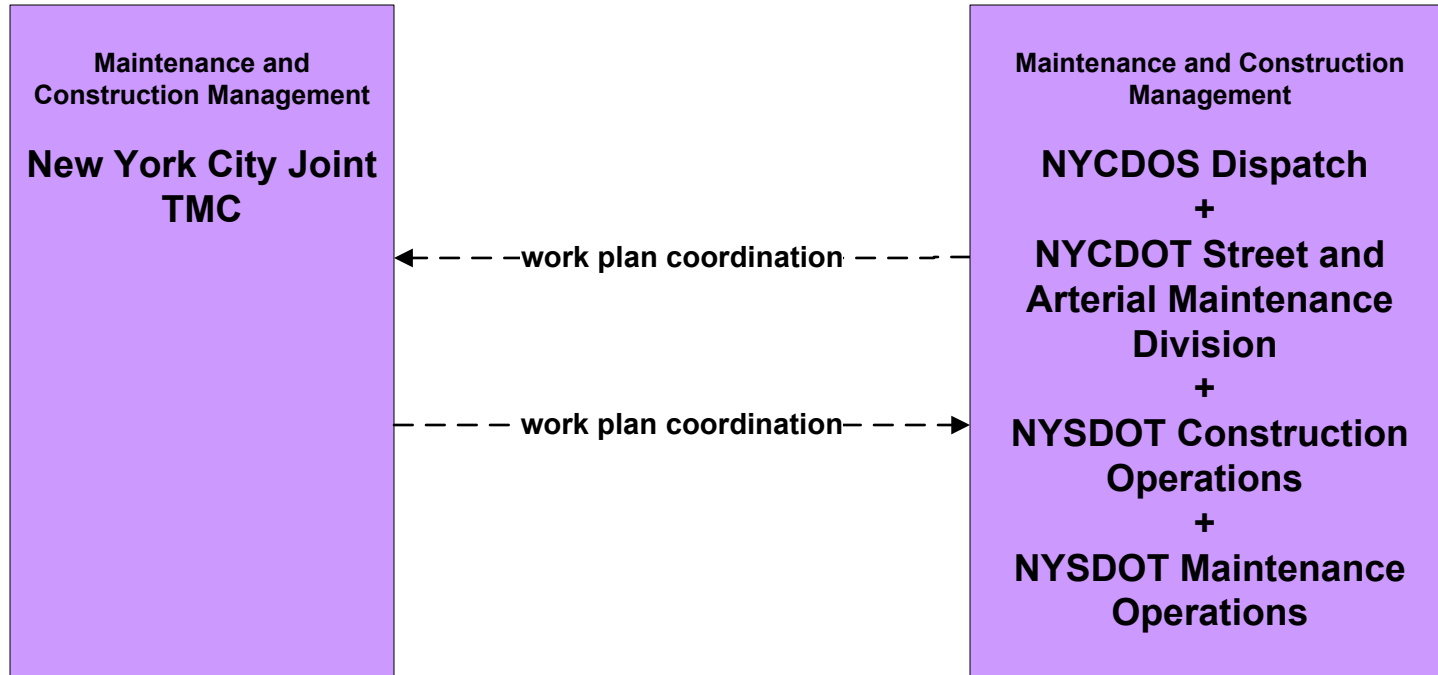 Maintenance and
Construction Management
New York City Joint
TMC
work plan coordination
work plan coordination
Maintenance and Construction
Management
NYCDOS Dispatch
+
NYCDOT Street and
Arterial Maintenance
Division
+
NYSDOT Construction
Operations
+
NYSDOT Maintenance
Operations